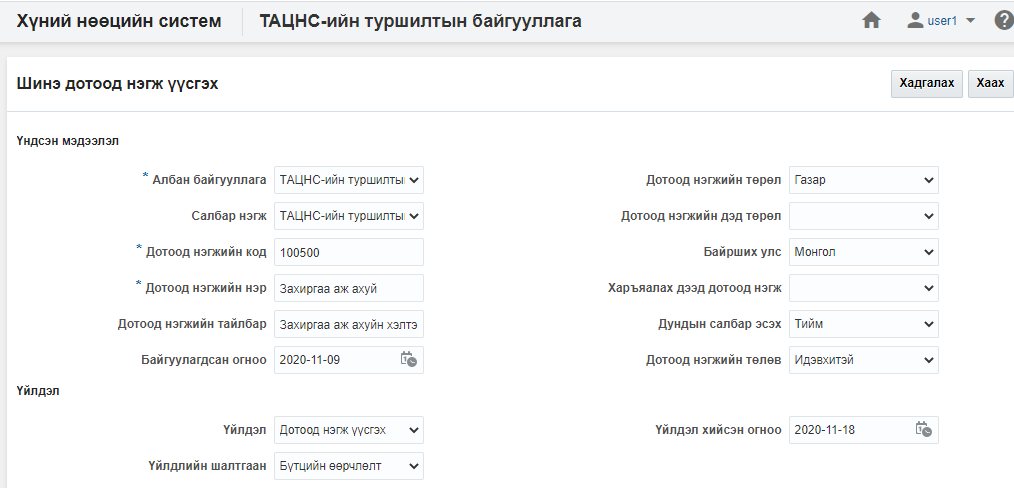 Хүний нөөцийн систем ТАЦНС-ийн туршилтын байгууллага user1
Шинэ дотоод нэгж үүсгэх Хадгалах Хаах
Үндсэн мэдээлэл
* Албан байгууллага ТАЦНС-ийн туршилты Дотоод нэгжийн төрөл Газар
Салбар нэгж ТАЦНС-ийн туршилты Дотоод нэгжийн дэд төрөл
* Дотоод нэгжийн код 100500 Байрших улс Монгол
* Дотоод нэгжийн нэр Захиргаа аж ахуй Харъяалах дээд дотоод нэгж
Дотоод нэгжийн тайлбар Захиргаа аж ахуйн хэлтэ Дундын салбар эсэх Тийм
Байгуулагдсан огноо 2020-11-09 Дотоод нэгжийн төлөв Идэвхитэй
Үйлдэл
Үйлдэл Дотоод нэгж үүсгэх Үйлдэл хийсэн огноо 2020-11-18
Үйлдлийн шалтгаан Бүтцийн өөрчлөлт